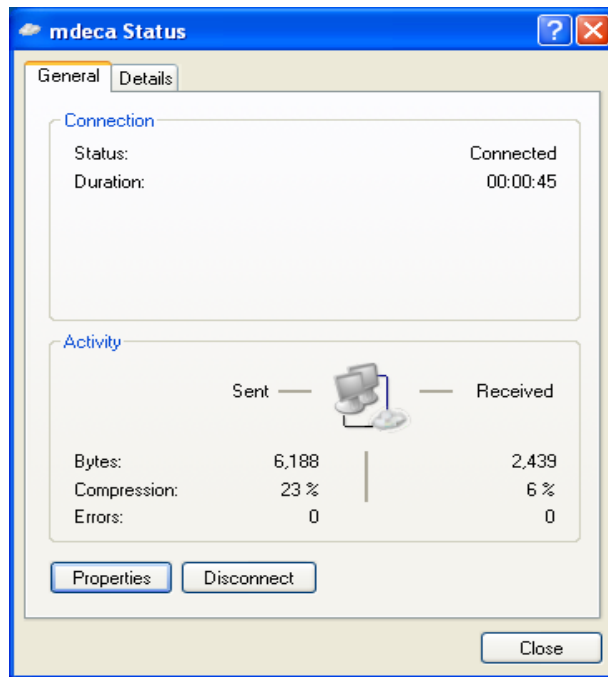 mdeca Status
General Details
Connection
Status: Connected
Duration: 00:00:45
Activity
Sent Received
Bytes: 6,188 2,439
Compression: 23 % 6 %
Errors: 0 0
Properties Disconnect
Close